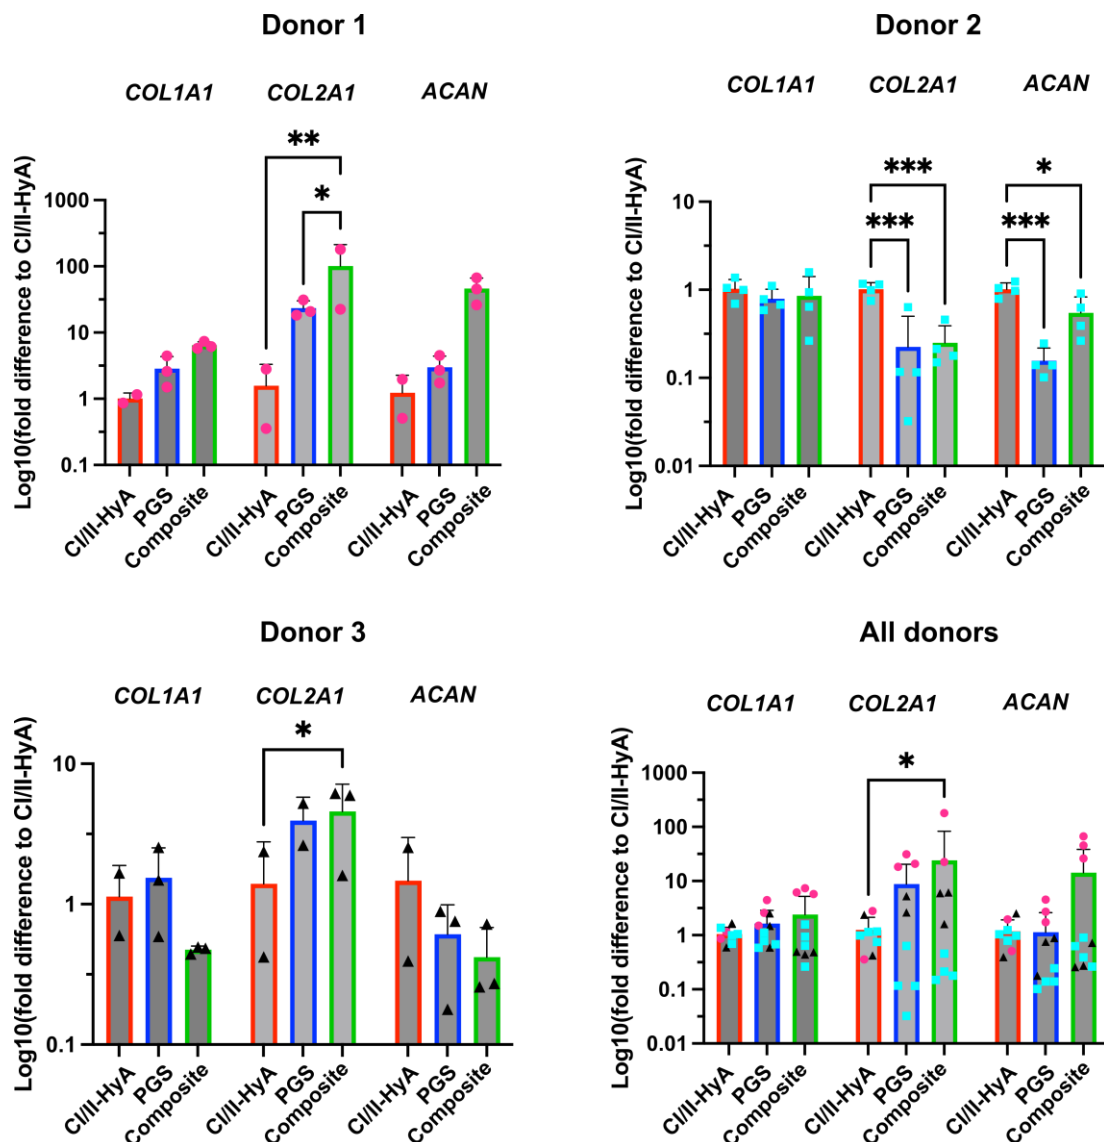 Donor 1
COL1A1 COL2A1 ACAN
Log10(fold difference to CI/II-HyA)
1000
100
10
1
0.1
**
*
CI/II-HyA PGS Composite CI/II-HyA PGS Composite CI/II-HyA PGS Composite
Donor 2
COL1A1 COL2A1 ACAN
Log10(fold difference to CI/II-HyA)
10
1
0.1
0.01
***
***
*
***
CI/II-HyA PGS Composite CI/II-HyA PGS Composite CI/II-HyA PGS Composite
Donor 3
COL1A1 COL2A1 ACAN
Log10(fold difference to CI/II-HyA)
10
1
0.1
*
CI/II-HyA PGS Composite CI/II-HyA PGS Composite CI/II-HyA PGS Composite
All donors
COL1A1 COL2A1 ACAN
Log10(fold difference to CI/II-HyA)
1000
100
10
1
0.1
0.01
*
CI/II-HyA PGS Composite CI/II-HyA PGS Composite CI/II-HyA PGS Composite